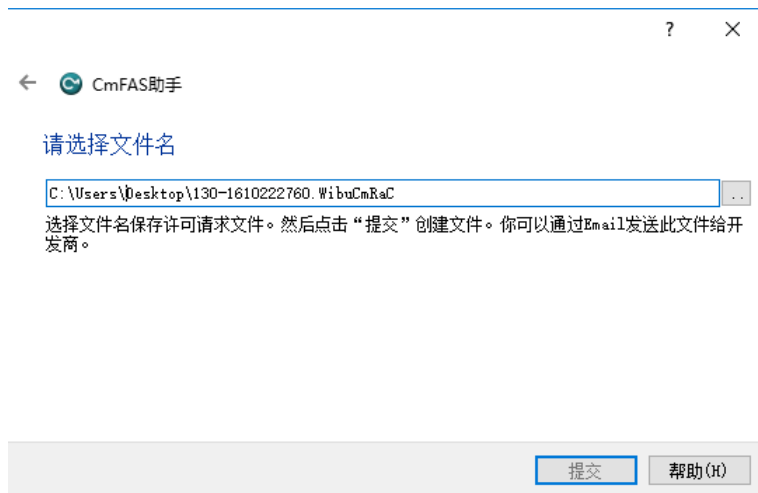 ?
CmFAS助手
请选择文件名
C:\Users\Desktop\130-1610222760.WibuCmRaC
..
选择文件名保存许可请求文件。然后点击“提交”创建文件。你可以通过Email发送此文件给开
发商。
提交
帮助(H)